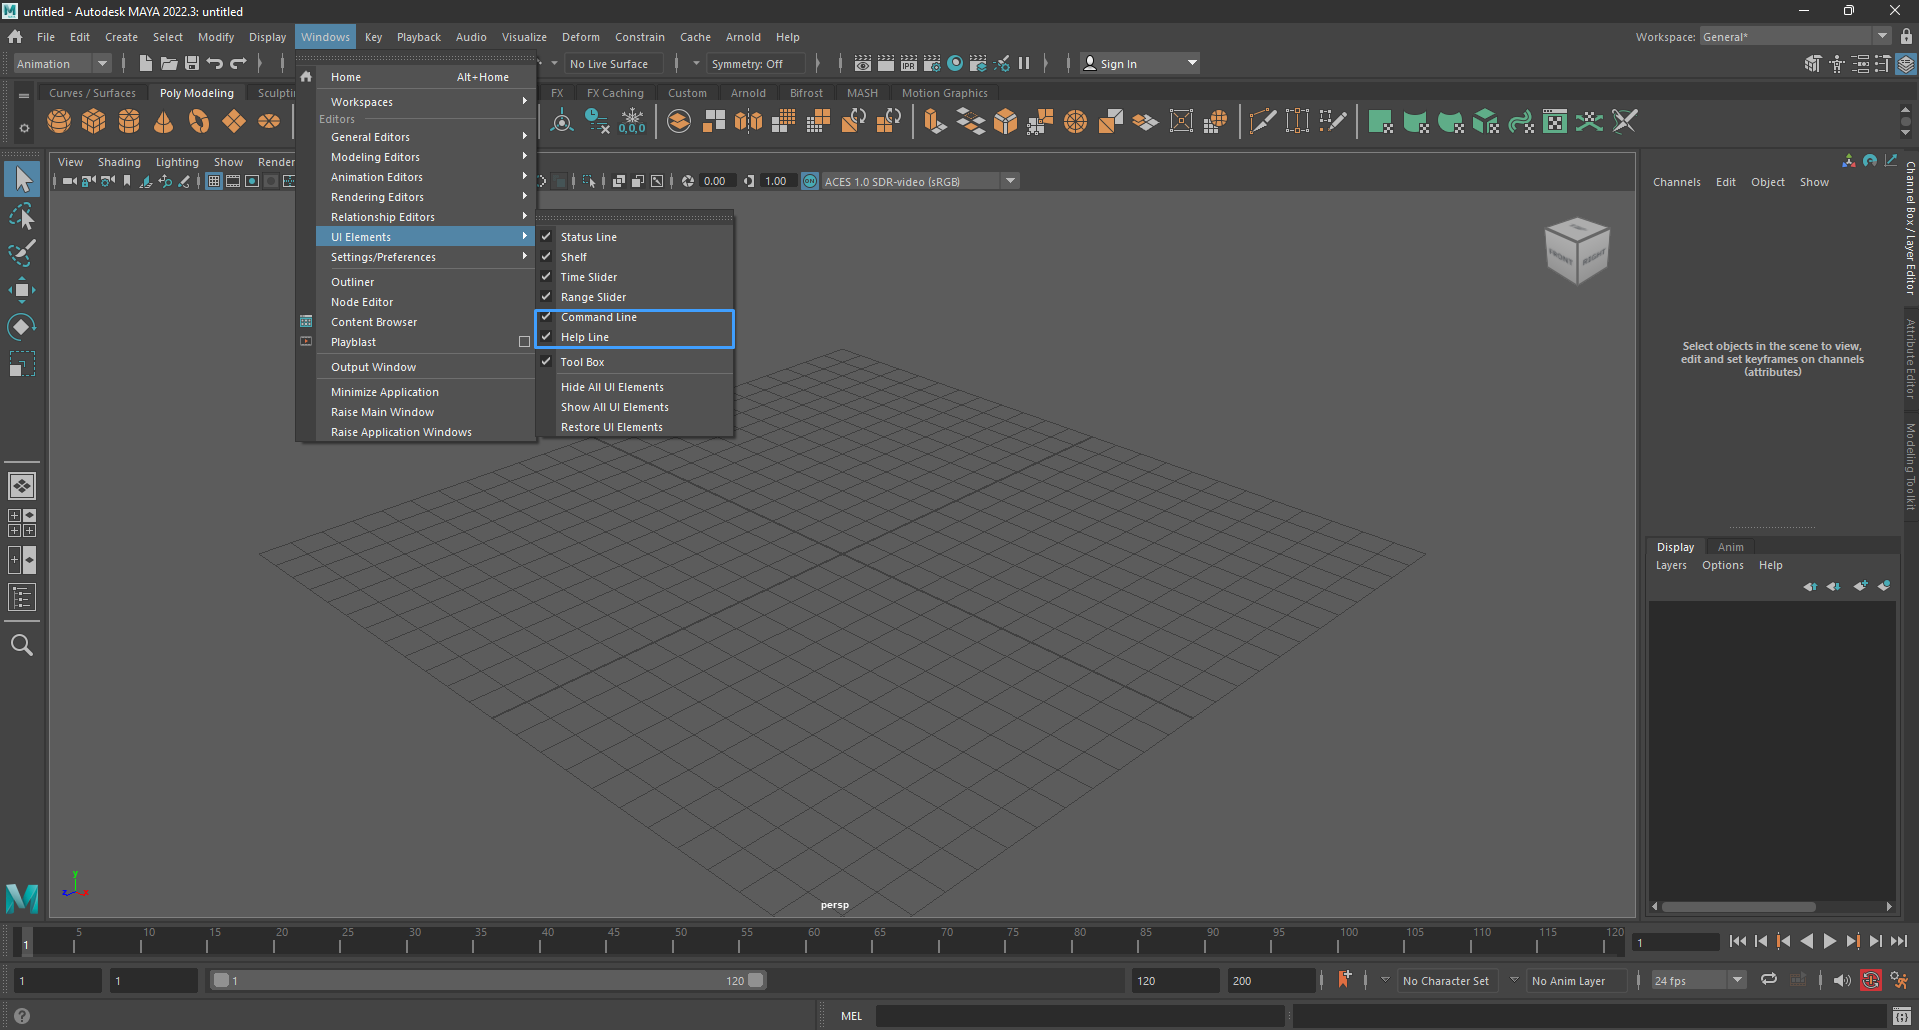 untitled - Autodesk MAYA 2022.3: untitled
File Edit Create Select Modify Display Windows Key Playback Audio Visualize Deform Constrain Cache Arnold Help
Workspace: General*
Animation
No Live Surface
Symmetry: Off
Sign In
Curves / Surfaces Poly Modeling Sculptin FX FX Caching Custom Arnold Bifrost MASH Motion Graphics
IPR
0,0,0
View Shading Lighting Show Render
0.00
1.00
ON
ACES 1.0 SDR-video (sRGB)
Home Alt+Home
Workspaces
Editors
General Editors
Modeling Editors
Animation Editors
Rendering Editors
Relationship Editors
UI Elements
Settings/Preferences
Outliner
Node Editor
Content Browser
Playblast
Output Window
Minimize Application
Raise Main Window
Raise Application Windows
Status Line
Shelf
Time Slider
Range Slider
Command Line
Help Line
Tool Box
Hide All UI Elements
Show All UI Elements
Restore UI Elements
FRONT RIGHT
Channels Edit Object Show
Select objects in the scene to view,
edit and set keyframes on channels
(attributes)
Channel Box / Layer Editor
Attribute Editor
Modeling Toolkit
Display Anim
Layers Options Help
y
z x
persp
1 5 10 15 20 25 30 35 40 45 50 55 60 65 70 75 80 85 90 95 100 105 110 115 120
1
1
1
1 120
120
200
No Character Set
No Anim Layer
24 fps
MEL